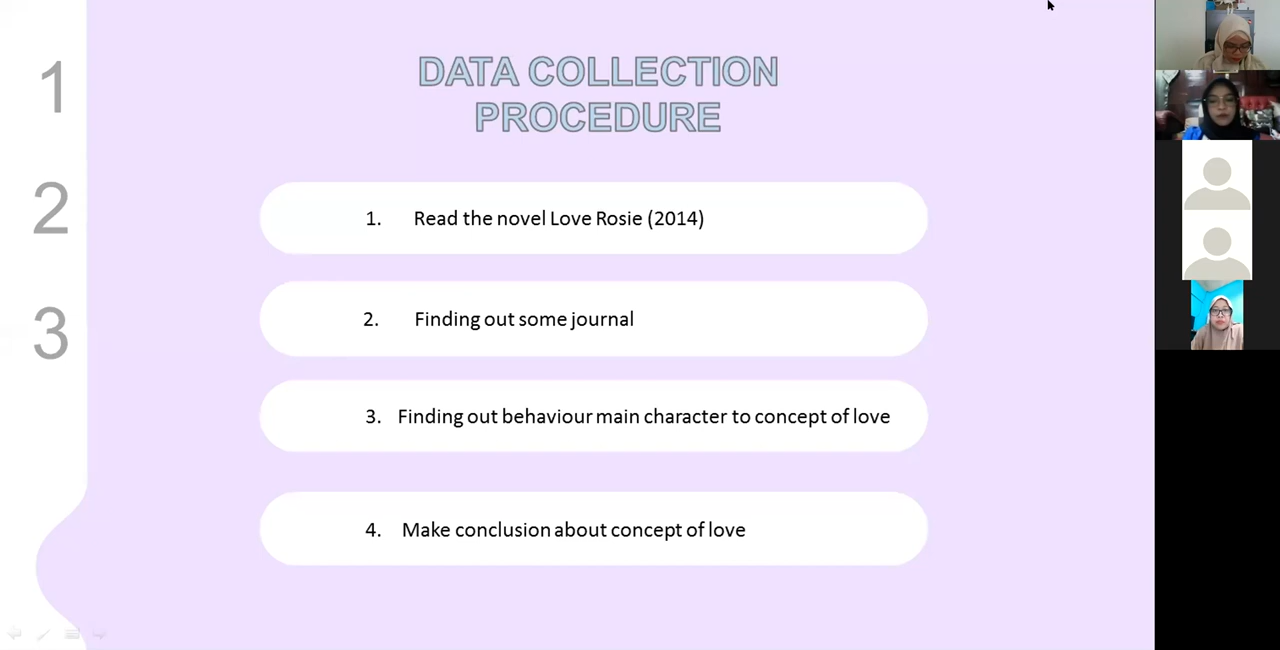 1
2
3
DATA COLLECTION
PROCEDURE
1. Read the novel Love Rosie (2014)
2. Finding out some journal
3. Finding out behaviour main character to concept of love
4. Make conclusion about concept of love